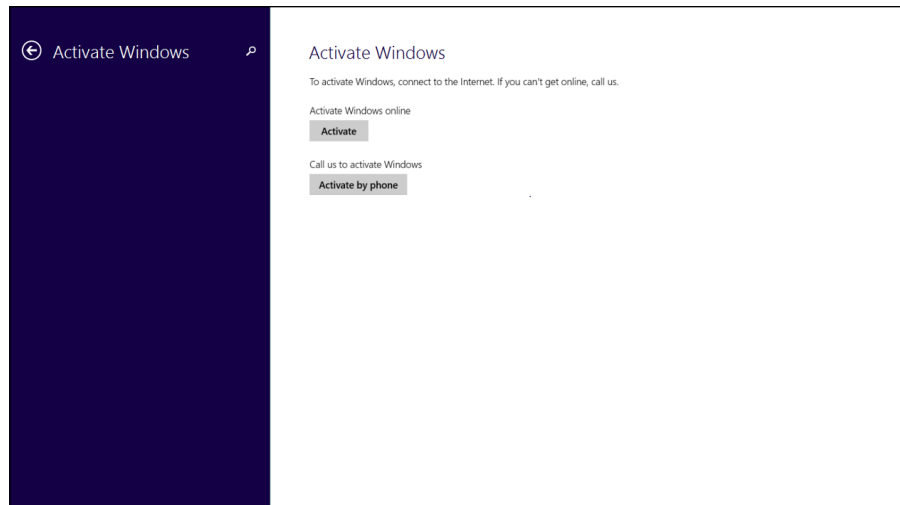 Activate Windows
Activate Windows
To activate Windows, connect to the Internet. If you can't get online, call us.
Activate Windows online
Activate
Call us to activate Windows
Activate by phone